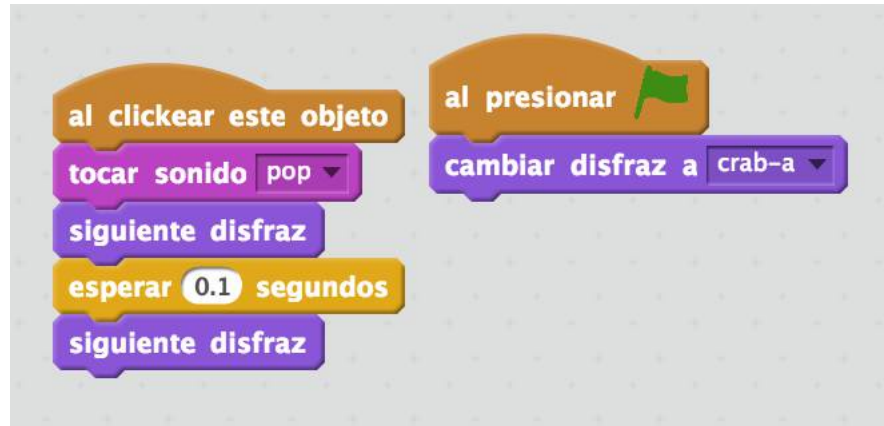 al clickear este objeto
tocar sonido pop
siguiente disfraz
esperar 0.1 segundos
siguiente disfraz
al presionar
cambiar disfraz a crab-a